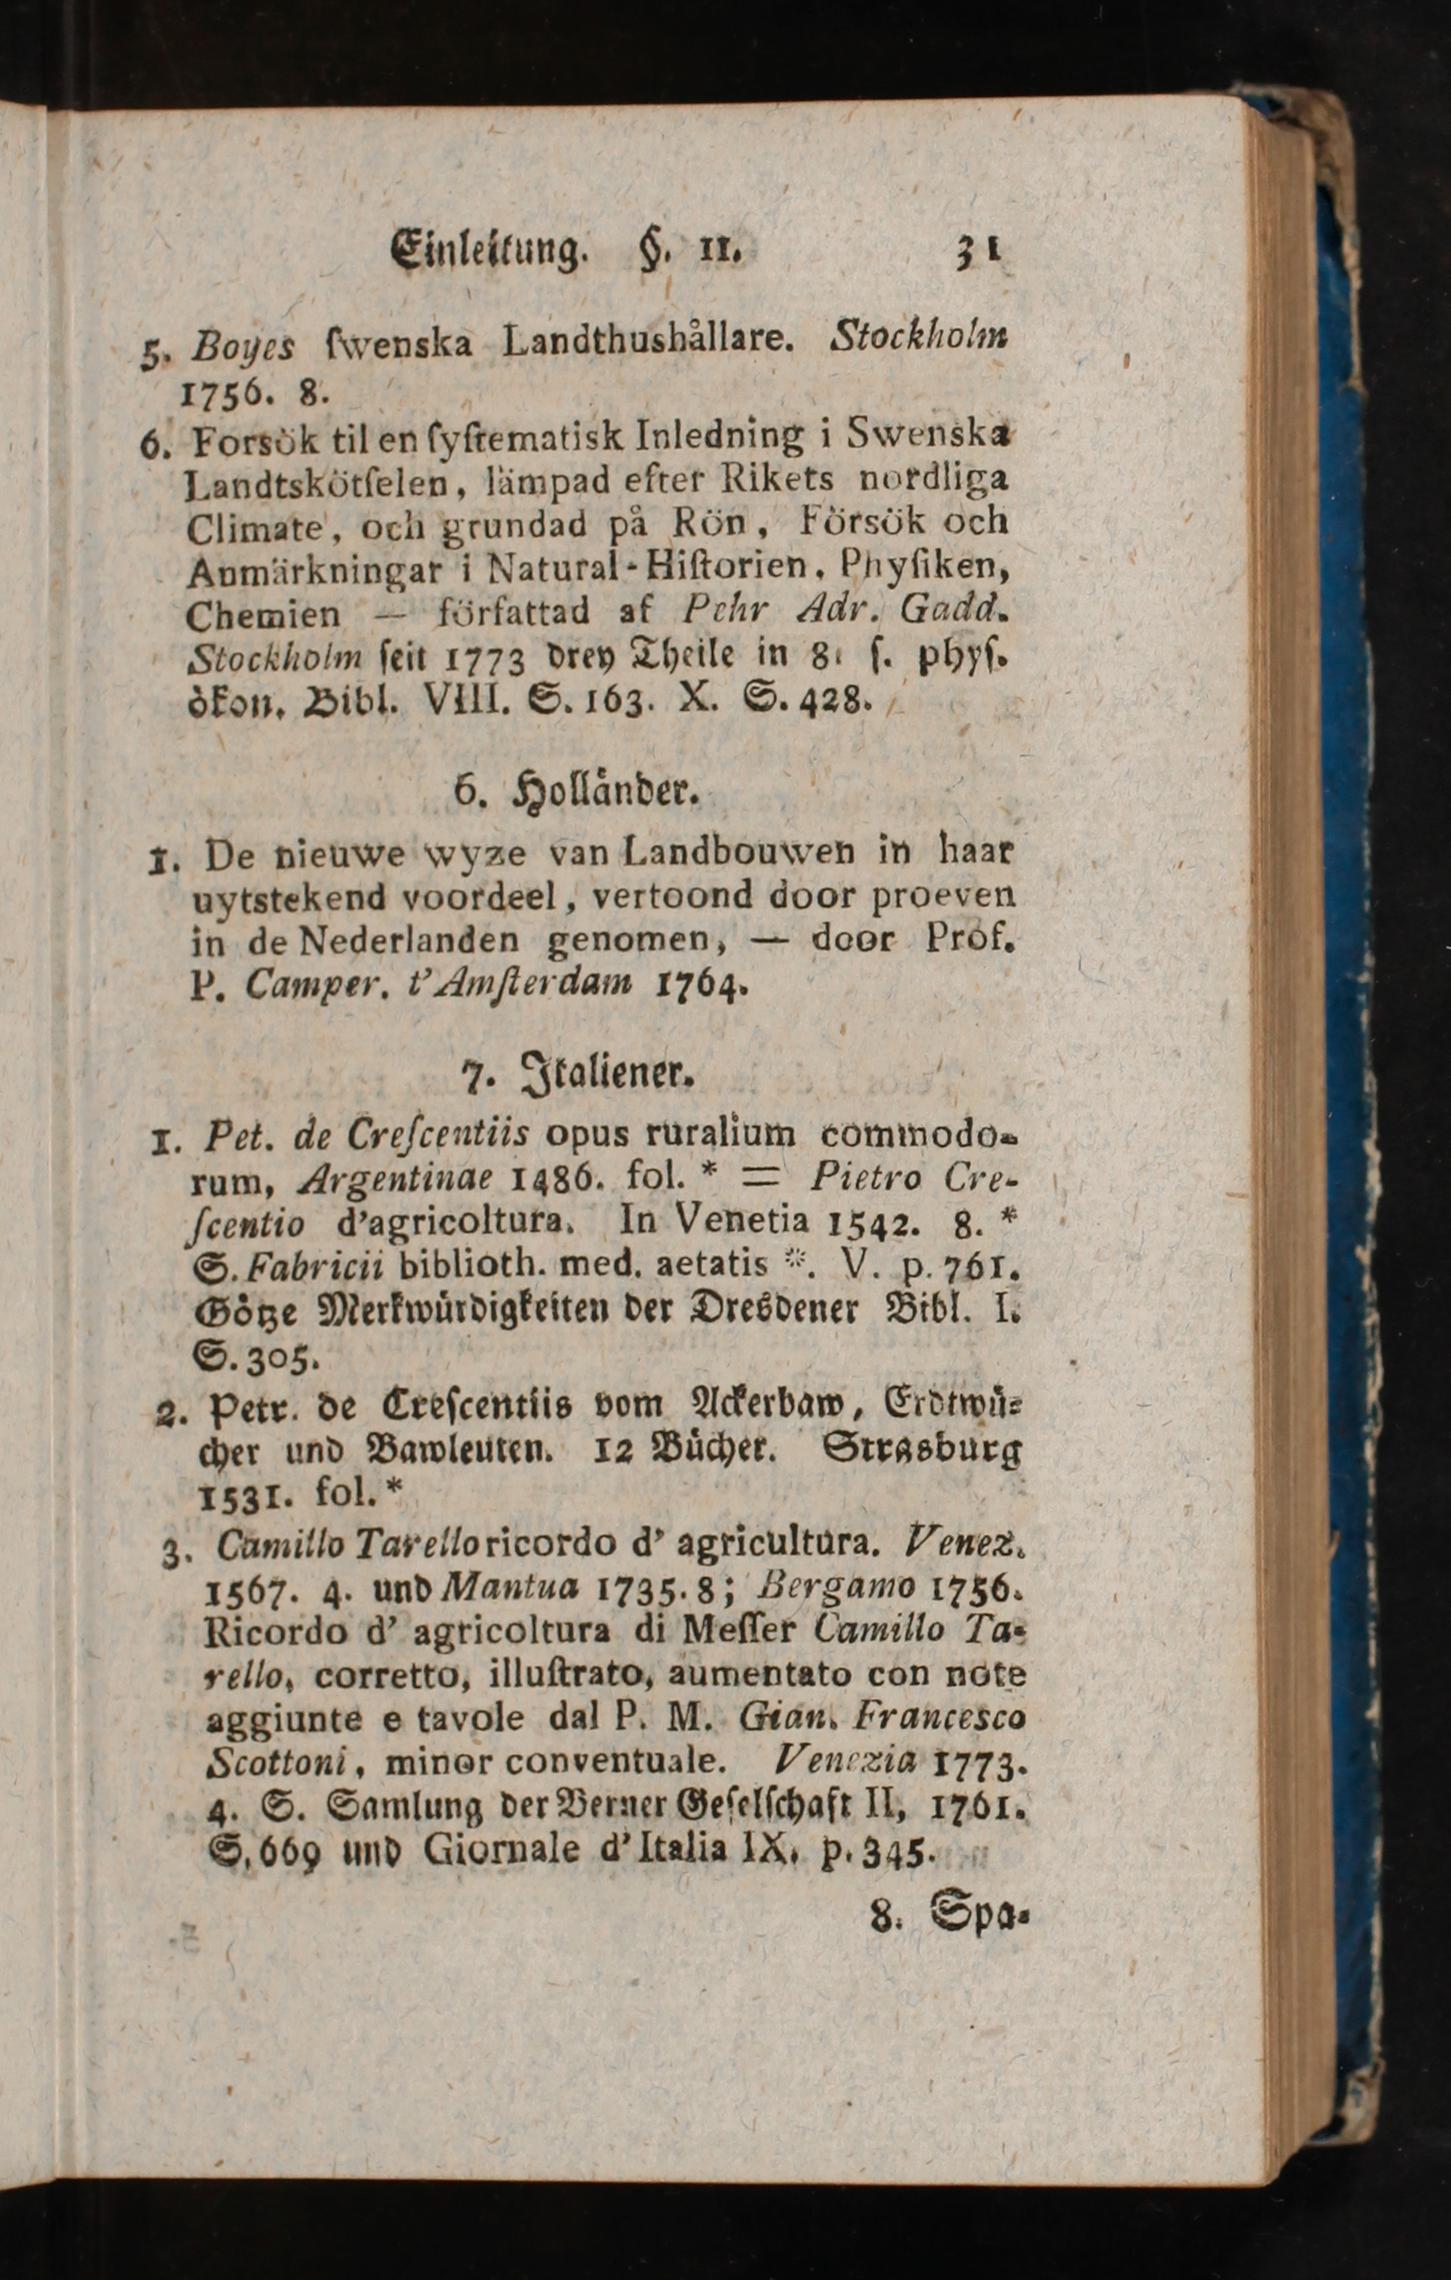 Einleitung. §. 11. 31
5. Boyes ſwenska Landthushållare. Stockholm
1756. 8.
6. Forsök til en ſyſtematisk Inledning i Swenska
Landtskötſelen, lämpad efter Rikets nordliga
Climate, och grundad på Rön, Försök och
Anmärkningar i Natural-Hiſtorien, Phyſiken,
Chemien — författad af Pehr Adr. Gadd.
Stockholm ſeit 1773 drey Theile in 8. ſ. phyſ.
ökon. Bibl. VIII. S. 163. X. S. 428.
6. Holländer.
1. De nieuwe wyze van Landbouwen in haar
uytstekend voordeel, vertoond door proeven
in de Nederlanden genomen, — door Prof.
P. Camper. t'Amſterdam 1764.
7. Italiener.
1. Pet. de Creſcentiis opus ruralium commodo-
rum, Argentinae 1486. fol. * = Pietro Cre-
ſcentio d'agricoltura. In Venetia 1542. 8. *
S. Fabricii biblioth. med. aetatis *. V. p. 761.
Götze Merkwürdigkeiten der Dresdener Bibl. I.
S. 305.
2. Petr. de Creſcentiis vom Ackerbaw, Erdtwü-
cher und Bawleuten. 12 Bücher. Strasburg
1531. fol. *
3. Camillo Tarello ricordo d' agricultura. Venez.
1567. 4. und Mantua 1735. 8; Bergamo 1756.
Ricordo d' agricoltura di Meſſer Camillo Ta-
rello, corretto, illuſtrato, aumentato con note
aggiunte e tavole dal P. M. Gian. Francesco
Scottoni, minor conventuale. Venezia 1773.
4. S. Samlung der Berner Geſelſchaft II, 1761.
S. 669 und Giornale d'Italia IX. p. 345.
8. Spa-